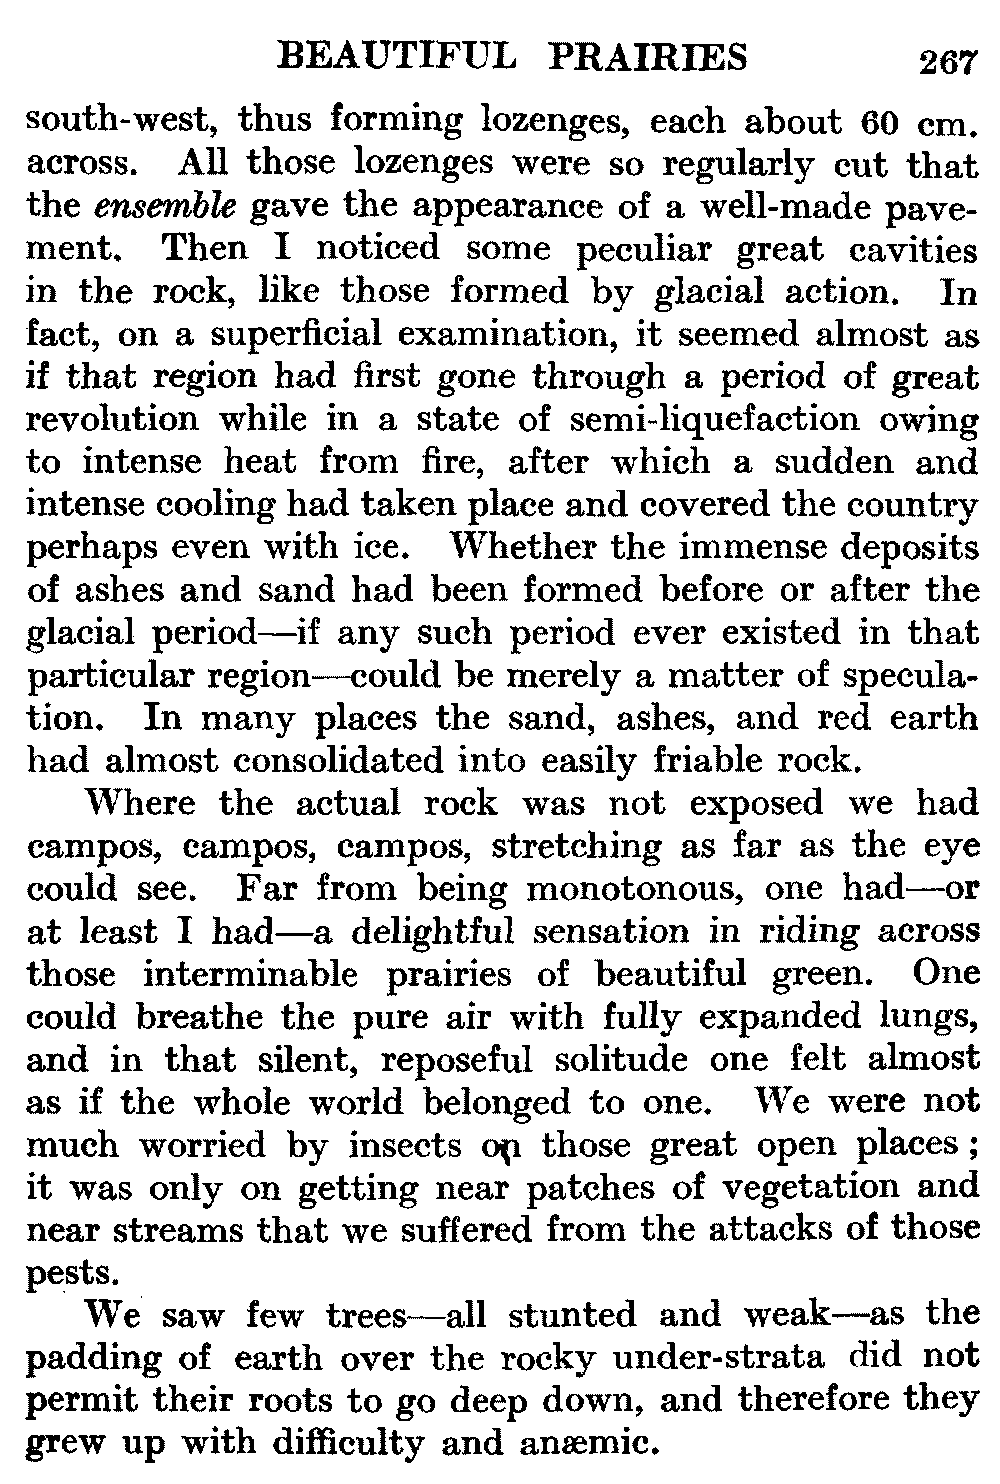 BEAUTIFUL PRAIRIES 267
south-west, thus forming lozenges, each about 60 cm.
across. All those lozenges were so regularly cut that
the ensemble gave the appearance of a well-made pave-
ment. Then I noticed some peculiar great cavities
in the rock, like those formed by glacial action. In
fact, on a superficial examination, it seemed almost as
if that region had first gone through a period of great
revolution while in a state of semi-liquefaction owing
to intense heat from fire, after which a sudden and
intense cooling had taken place and covered the country
perhaps even with ice. Whether the immense deposits
of ashes and sand had been formed before or after the
glacial period—if any such period ever existed in that
particular region—could be merely a matter of specula-
tion. In many places the sand, ashes, and red earth
had almost consolidated into easily friable rock.
Where the actual rock was not exposed we had
campos, campos, campos, stretching as far as the eye
could see. Far from being monotonous, one had—or
at least I had—a delightful sensation in riding across
those interminable prairies of beautiful green. One
could breathe the pure air with fully expanded lungs,
and in that silent, reposeful solitude one felt almost
as if the whole world belonged to one. We were not
much worried by insects on those great open places ;
it was only on getting near patches of vegetation and
near streams that we suffered from the attacks of those
pests.
We saw few trees—all stunted and weak—as the
padding of earth over the rocky under-strata did not
permit their roots to go deep down, and therefore they
grew up with difficulty and anæmic.